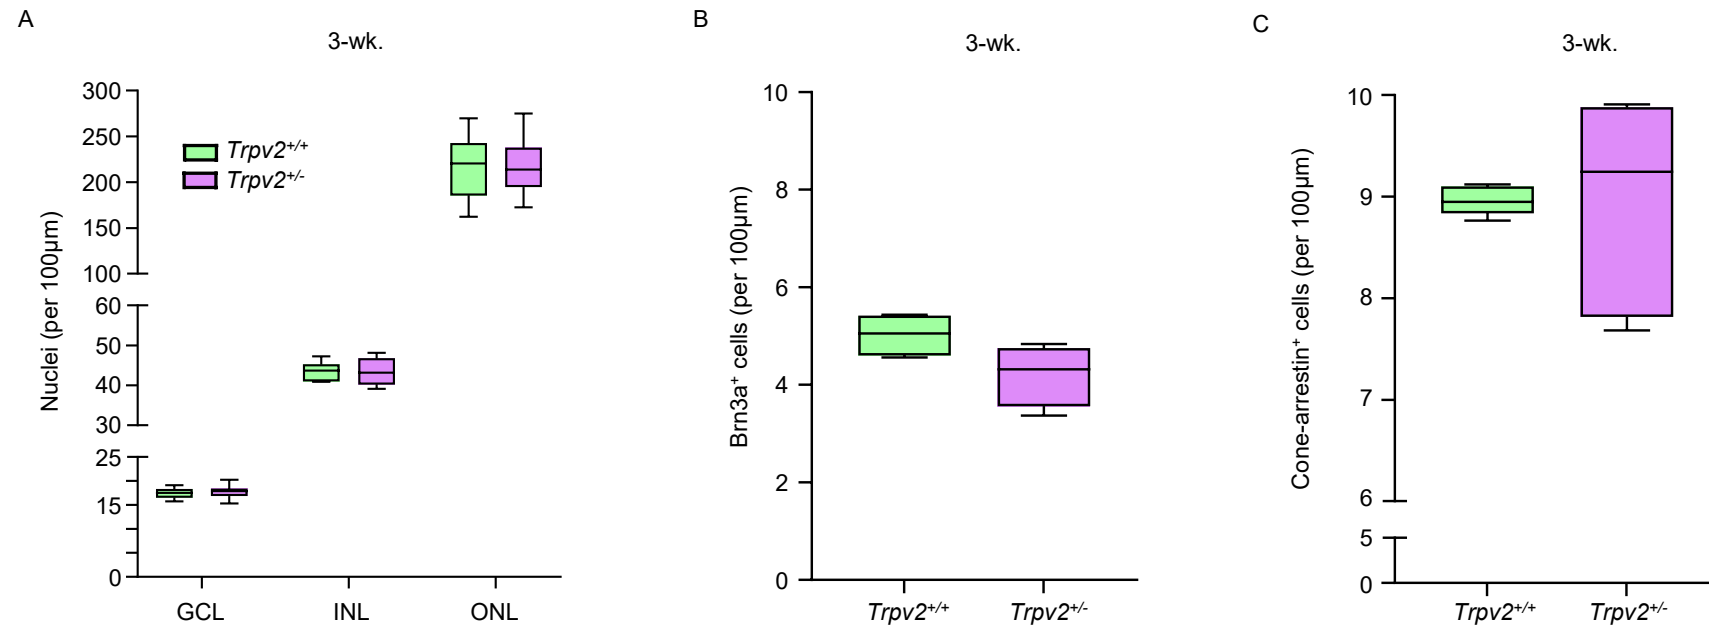 A
3-wk.
Nuclei (per 100μm)
300
250
200
150
100
60
50
40
30
25
15
0
Trpv2+/+
Trpv2+/-
GCL
INL
ONL
B
3-wk.
Brn3a+ cells (per 100μm)
10
8
6
4
2
0
Trpv2+/+
Trpv2+/-
C
3-wk.
Cone-arrestin+ cells (per 100μm)
10
9
8
7
6
5
0
Trpv2+/+
Trpv2+/-